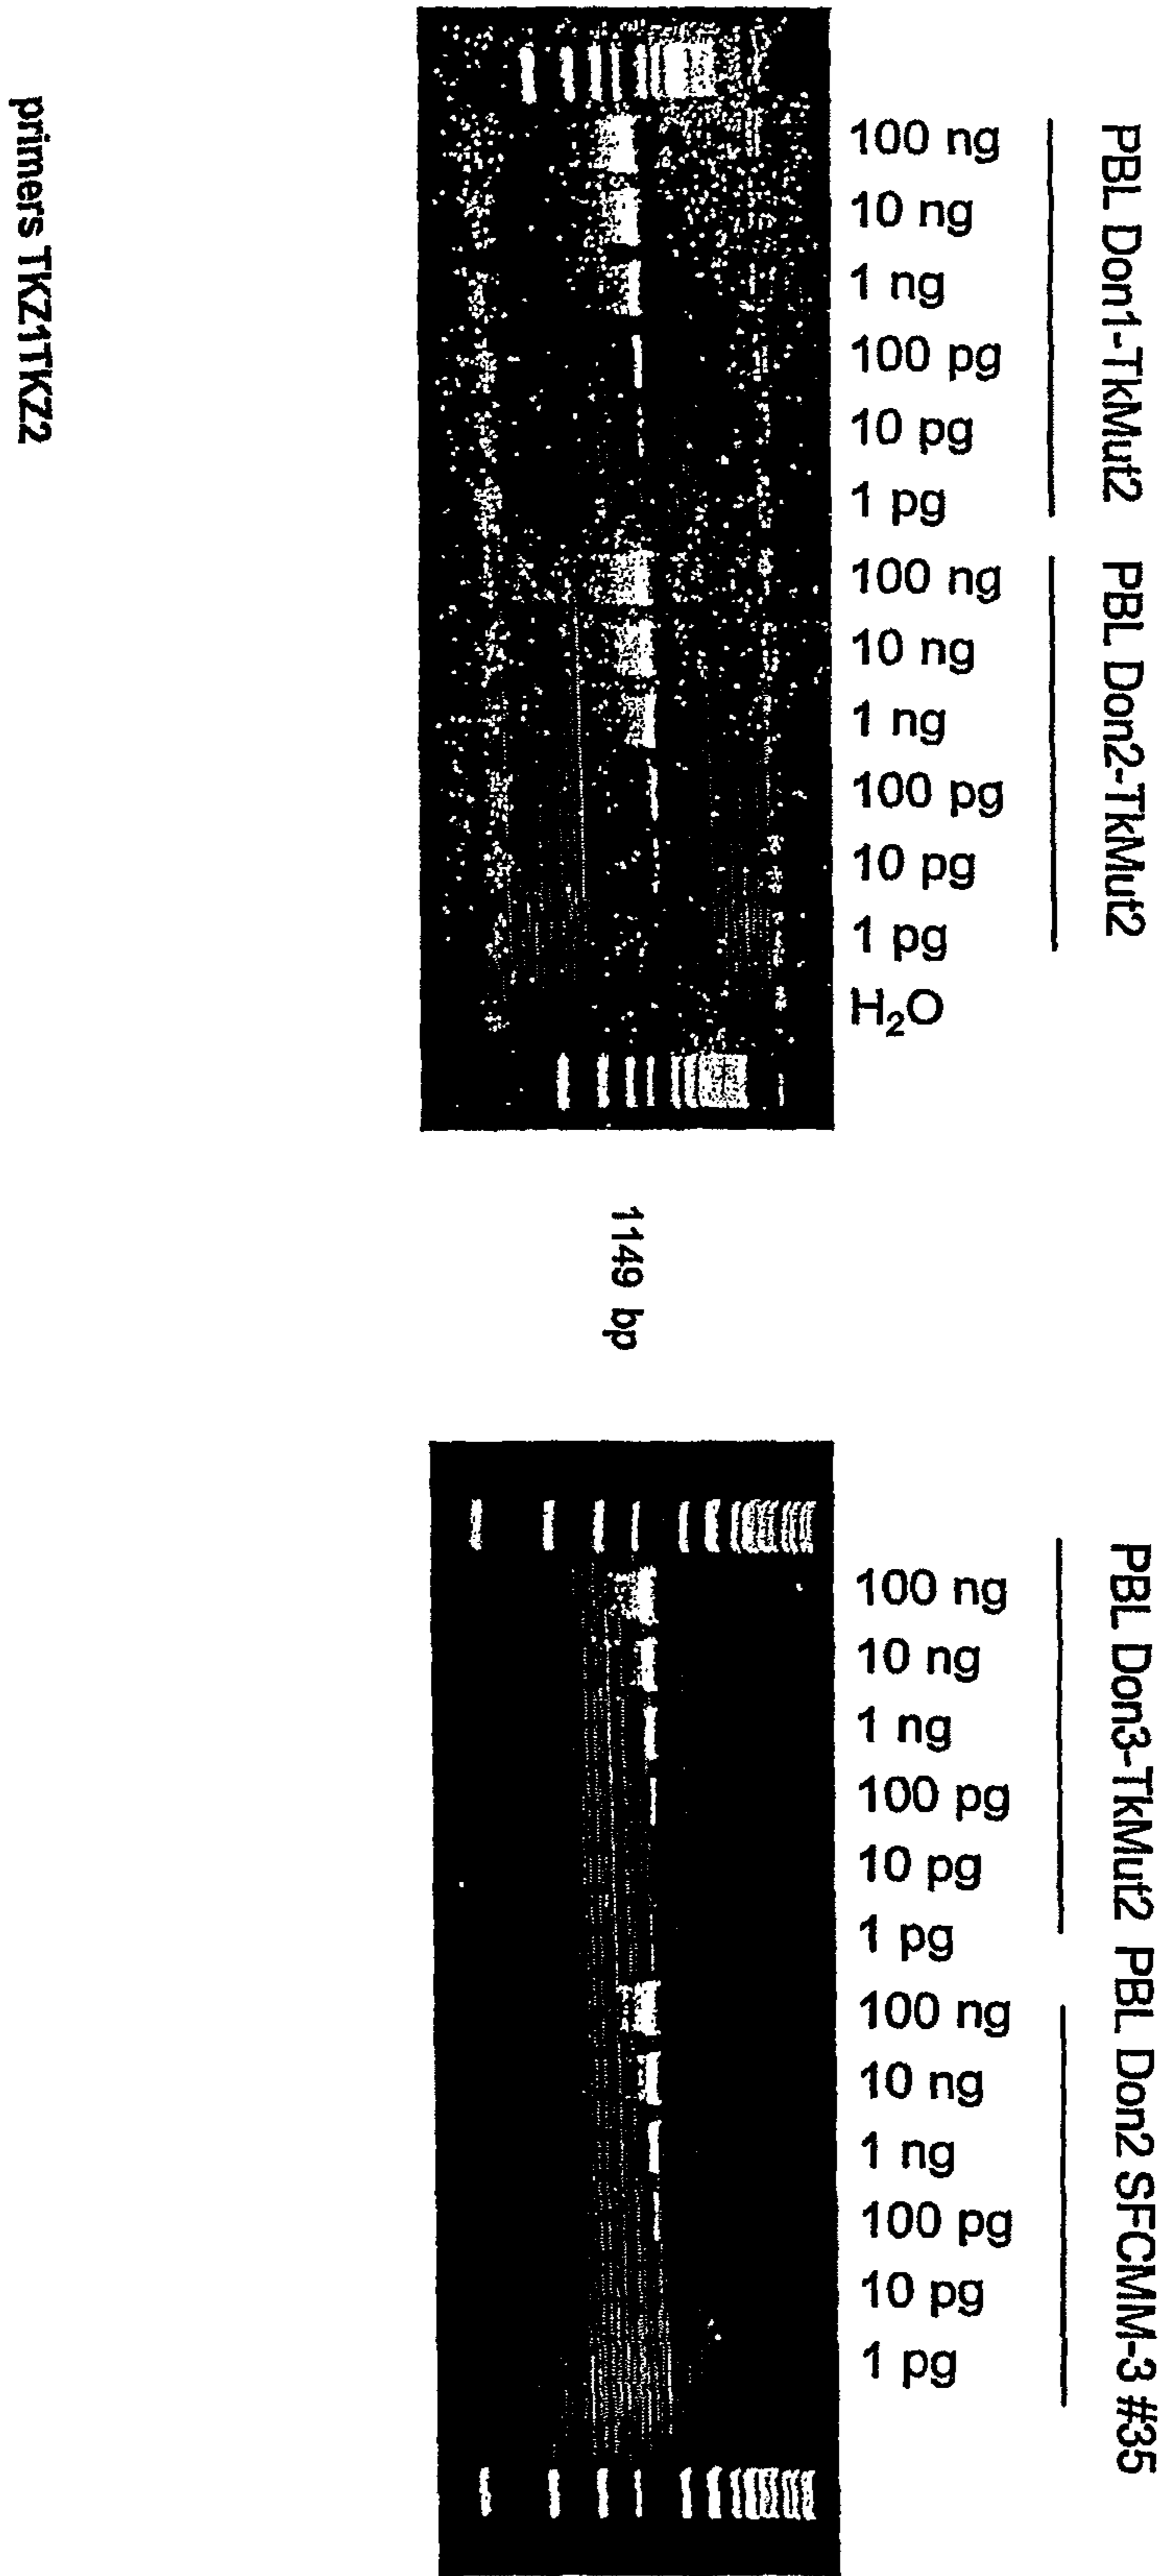 PBL Don1-TkMut2
100 ng
10 ng
1 ng
100 pg
10 pg
1 pg
PBL Don2-TkMut2
100 ng
10 ng
1 ng
100 pg
10 pg
1 pg
H₂O
1149 bp
PBL Don3-TkMut2
100 ng
10 ng
1 ng
100 pg
10 pg
1 pg
PBL Don2 SFCMM-3 #35
100 ng
10 ng
1 ng
100 pg
10 pg
1 pg
primers TKZ1TKZ2